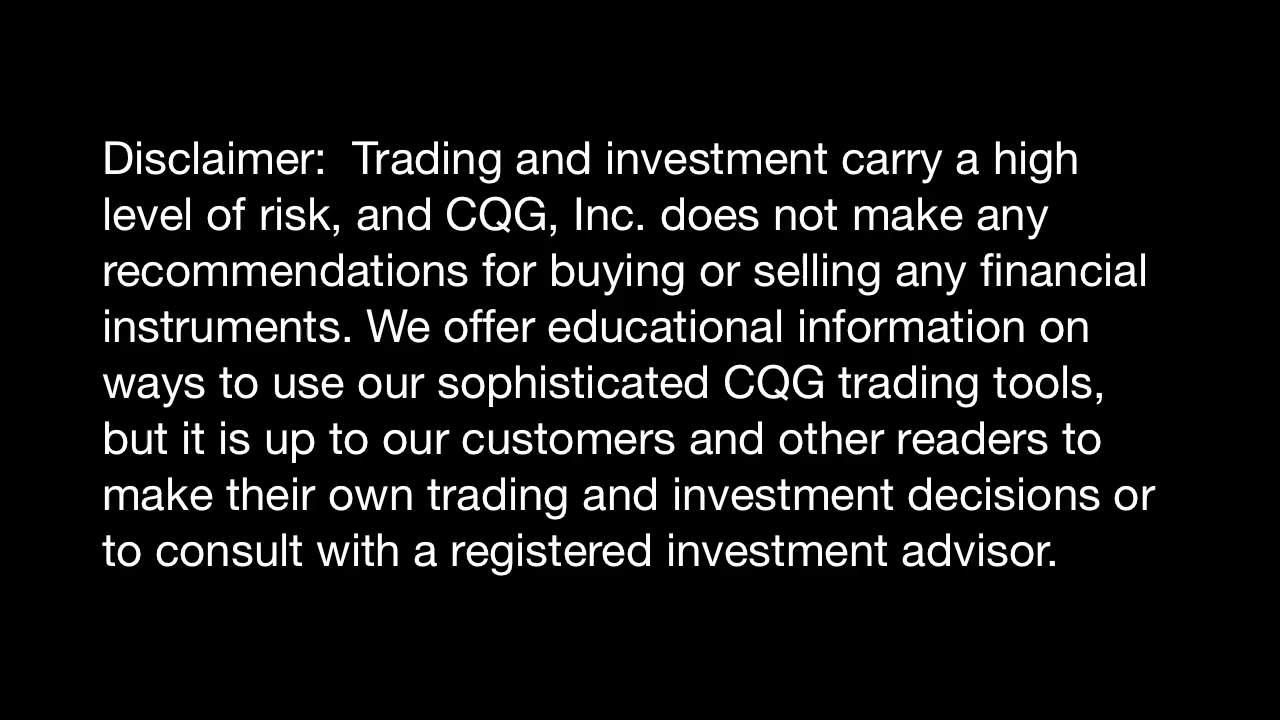 Disclaimer:  Trading and investment carry a high
level of risk, and CQG, Inc. does not make any
recommendations for buying or selling any financial
instruments. We offer educational information on
ways to use our sophisticated CQG trading tools,
but it is up to our customers and other readers to
make their own trading and investment decisions or
to consult with a registered investment advisor.